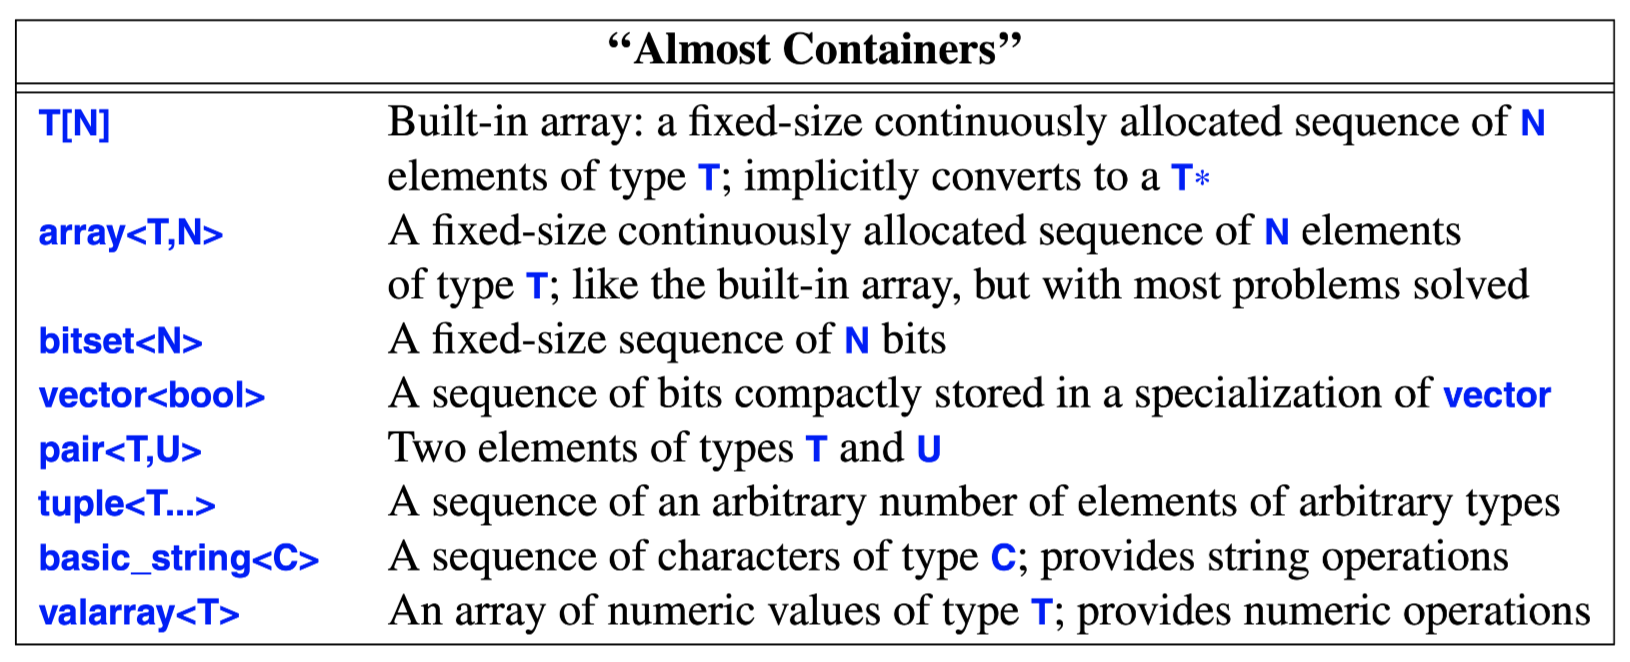 “Almost Containers”
T[N] Built-in array: a fixed-size continuously allocated sequence of N
elements of type T; implicitly converts to a T*
array<T,N> A fixed-size continuously allocated sequence of N elements
of type T; like the built-in array, but with most problems solved
bitset<N> A fixed-size sequence of N bits
vector<bool> A sequence of bits compactly stored in a specialization of vector
pair<T,U> Two elements of types T and U
tuple<T...> A sequence of an arbitrary number of elements of arbitrary types
basic_string<C> A sequence of characters of type C; provides string operations
valarray<T> An array of numeric values of type T; provides numeric operations